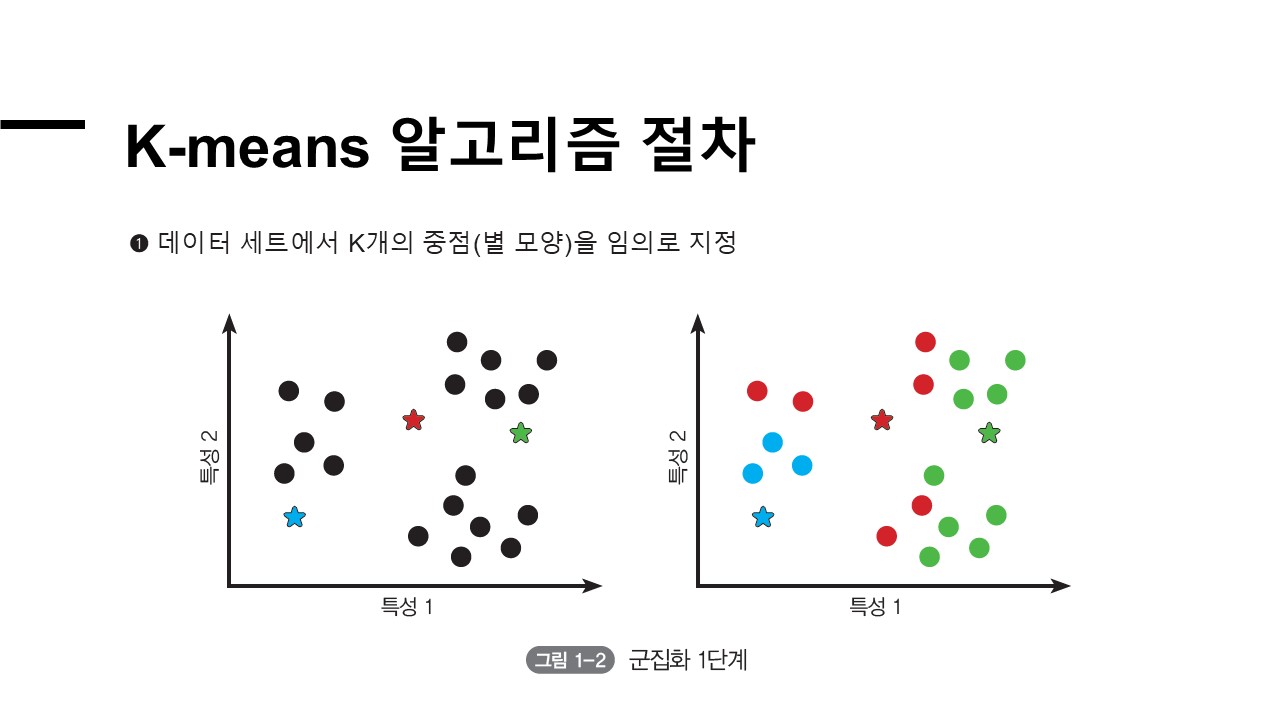 K-means 알고리즘 절차
❶ 데이터 세트에서 K개의 중점(별 모양)을 임의로 지정
특성 2
특성 1
특성 2
특성 1
그림 1-2 군집화 1단계